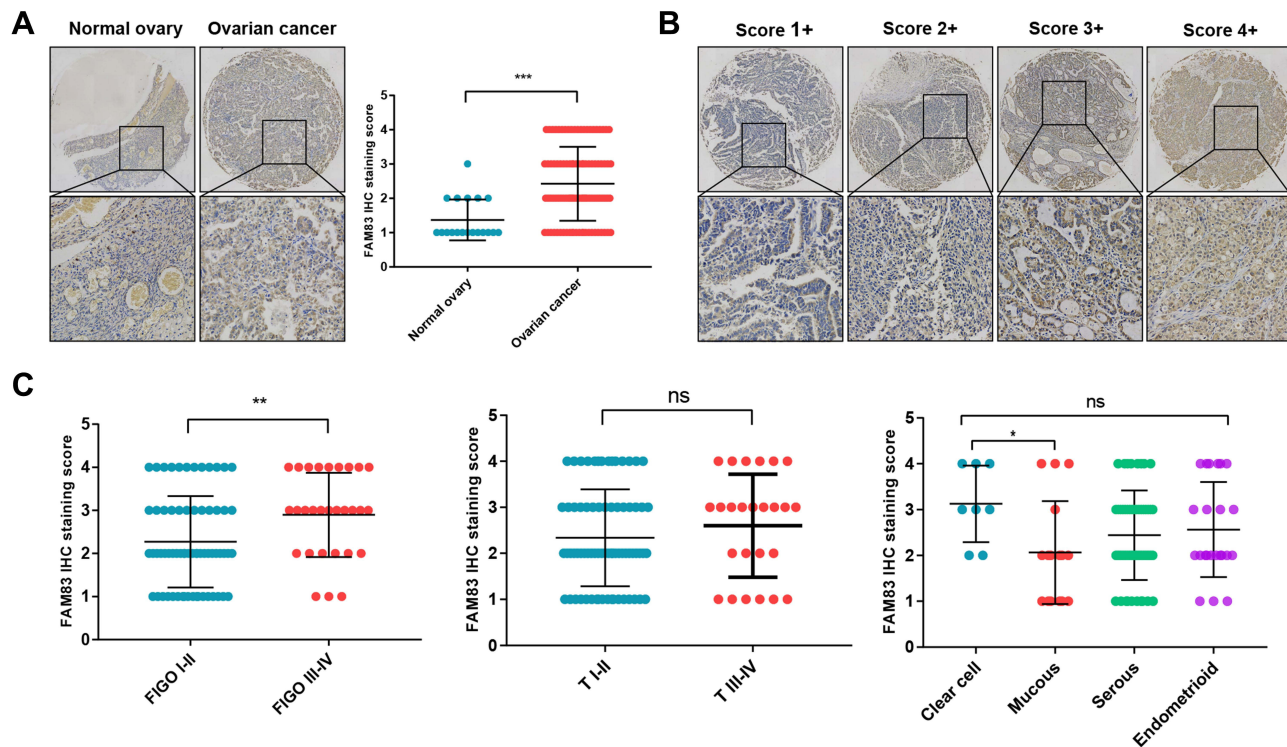 A
Normal ovary
Ovarian cancer
***
FAM83 IHC staining score
5
4
3
2
1
0
Normal ovary
Ovarian cancer
B
Score 1+
Score 2+
Score 3+
Score 4+
C
**
FAM83 IHC staining score
5
4
3
2
1
0
FIGO I-II
FIGO III-IV
ns
FAM83 IHC staining score
5
4
3
2
1
0
T I-II
T III-IV
ns
*
FAM83 IHC staining score
5
4
3
2
1
0
Clear cell
Mucous
Serous
Endometrioid